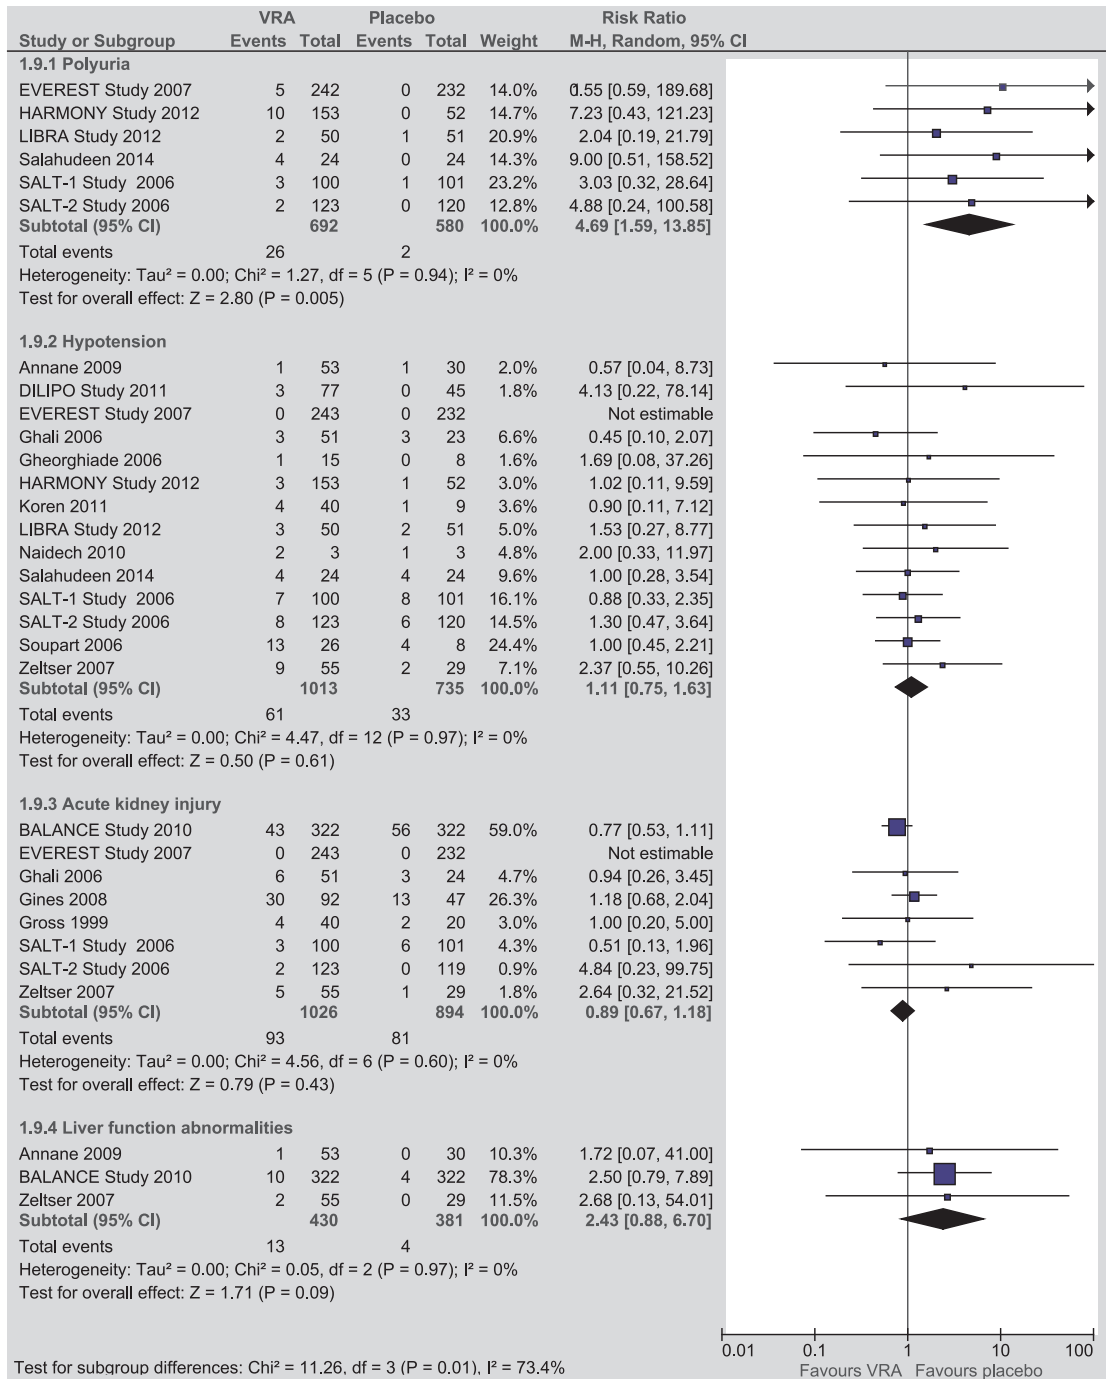 VRA Placebo Risk Ratio
Study or Subgroup Events Total Events Total Weight M-H, Random, 95% CI
1.9.1 Polyuria
EVEREST Study 2007 5 242 0 232 14.0% 0.55 [0.59, 189.68]
HARMONY Study 2012 10 153 0 52 14.7% 7.23 [0.43, 121.23]
LIBRA Study 2012 2 50 1 51 20.9% 2.04 [0.19, 21.79]
Salahudeen 2014 4 24 0 24 14.3% 9.00 [0.51, 158.52]
SALT-1 Study 2006 3 100 1 101 23.2% 3.03 [0.32, 28.64]
SALT-2 Study 2006 2 123 0 120 12.8% 4.88 [0.24, 100.58]
Subtotal (95% CI) 692 580 100.0% 4.69 [1.59, 13.85]
Total events 26 2
Heterogeneity: Tau² = 0.00; Chi² = 1.27, df = 5 (P = 0.94); I² = 0%
Test for overall effect: Z = 2.80 (P = 0.005)
1.9.2 Hypotension
Annane 2009 1 53 1 30 2.0% 0.57 [0.04, 8.73]
DILIPO Study 2011 3 77 0 45 1.8% 4.13 [0.22, 78.14]
EVEREST Study 2007 0 243 0 232 Not estimable
Ghali 2006 3 51 3 23 6.6% 0.45 [0.10, 2.07]
Gheorghiade 2006 1 15 0 8 1.6% 1.69 [0.08, 37.26]
HARMONY Study 2012 3 153 1 52 3.0% 1.02 [0.11, 9.59]
Koren 2011 4 40 1 9 3.6% 0.90 [0.11, 7.12]
LIBRA Study 2012 3 50 2 51 5.0% 1.53 [0.27, 8.77]
Naidech 2010 2 3 1 3 4.8% 2.00 [0.33, 11.97]
Salahudeen 2014 4 24 4 24 9.6% 1.00 [0.28, 3.54]
SALT-1 Study 2006 7 100 8 101 16.1% 0.88 [0.33, 2.35]
SALT-2 Study 2006 8 123 6 120 14.5% 1.30 [0.47, 3.64]
Soupart 2006 13 26 4 8 24.4% 1.00 [0.45, 2.21]
Zeltser 2007 9 55 2 29 7.1% 2.37 [0.55, 10.26]
Subtotal (95% CI) 1013 735 100.0% 1.11 [0.75, 1.63]
Total events 61 33
Heterogeneity: Tau² = 0.00; Chi² = 4.47, df = 12 (P = 0.97); I² = 0%
Test for overall effect: Z = 0.50 (P = 0.61)
1.9.3 Acute kidney injury
BALANCE Study 2010 43 322 56 322 59.0% 0.77 [0.53, 1.11]
EVEREST Study 2007 0 243 0 232 Not estimable
Ghali 2006 6 51 3 24 4.7% 0.94 [0.26, 3.45]
Gines 2008 30 92 13 47 26.3% 1.18 [0.68, 2.04]
Gross 1999 4 40 2 20 3.0% 1.00 [0.20, 5.00]
SALT-1 Study 2006 3 100 6 101 4.3% 0.51 [0.13, 1.96]
SALT-2 Study 2006 2 123 0 119 0.9% 4.84 [0.23, 99.75]
Zeltser 2007 5 55 1 29 1.8% 2.64 [0.32, 21.52]
Subtotal (95% CI) 1026 894 100.0% 0.89 [0.67, 1.18]
Total events 93 81
Heterogeneity: Tau² = 0.00; Chi² = 4.56, df = 6 (P = 0.60); I² = 0%
Test for overall effect: Z = 0.79 (P = 0.43)
1.9.4 Liver function abnormalities
Annane 2009 1 53 0 30 10.3% 1.72 [0.07, 41.00]
BALANCE Study 2010 10 322 4 322 78.3% 2.50 [0.79, 7.89]
Zeltser 2007 2 55 0 29 11.5% 2.68 [0.13, 54.01]
Subtotal (95% CI) 430 381 100.0% 2.43 [0.88, 6.70]
Total events 13 4
Heterogeneity: Tau² = 0.00; Chi² = 0.05, df = 2 (P = 0.97); I² = 0%
Test for overall effect: Z = 1.71 (P = 0.09)
0.01 0.1 1 10 100
Test for subgroup differences: Chi² = 11.26, df = 3 (P = 0.01), I² = 73.4%
Favours VRA Favours placebo